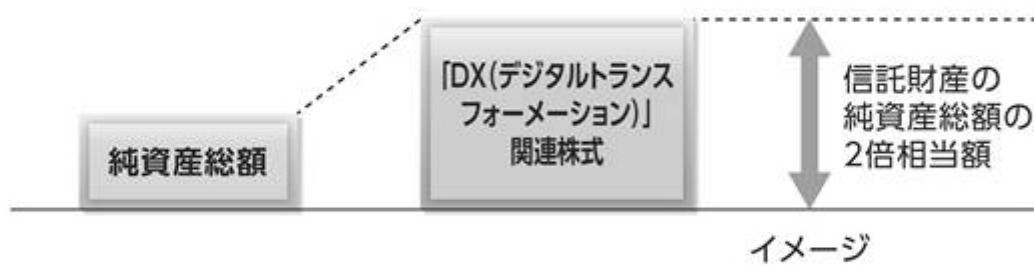 純資産総額
「DX(デジタルトランス
フォーメーション)」
関連株式
信託財産の
純資産総額の
2倍相当額
イメージ